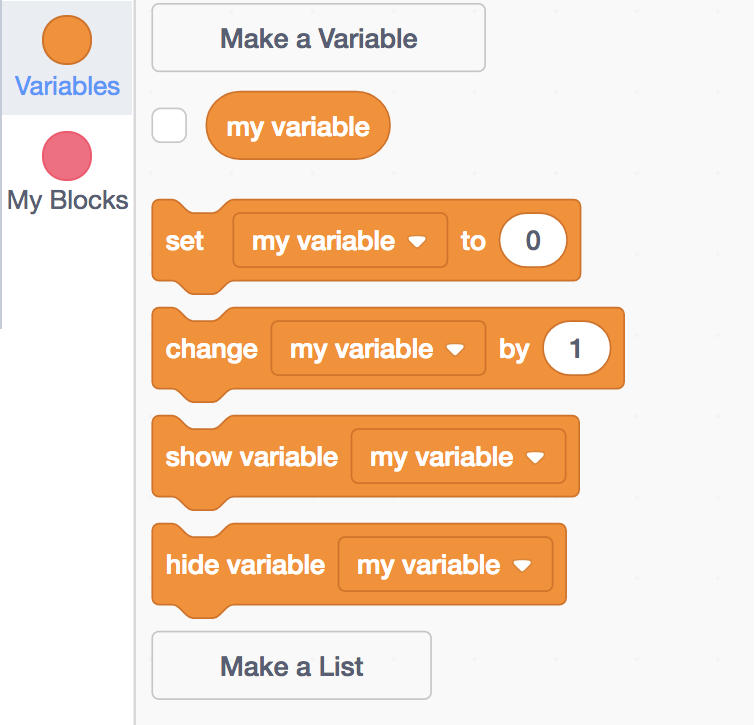 Variables
My Blocks
Make a Variable
my variable
set my variable to 0
change my variable by 1
show variable my variable
hide variable my variable
Make a List